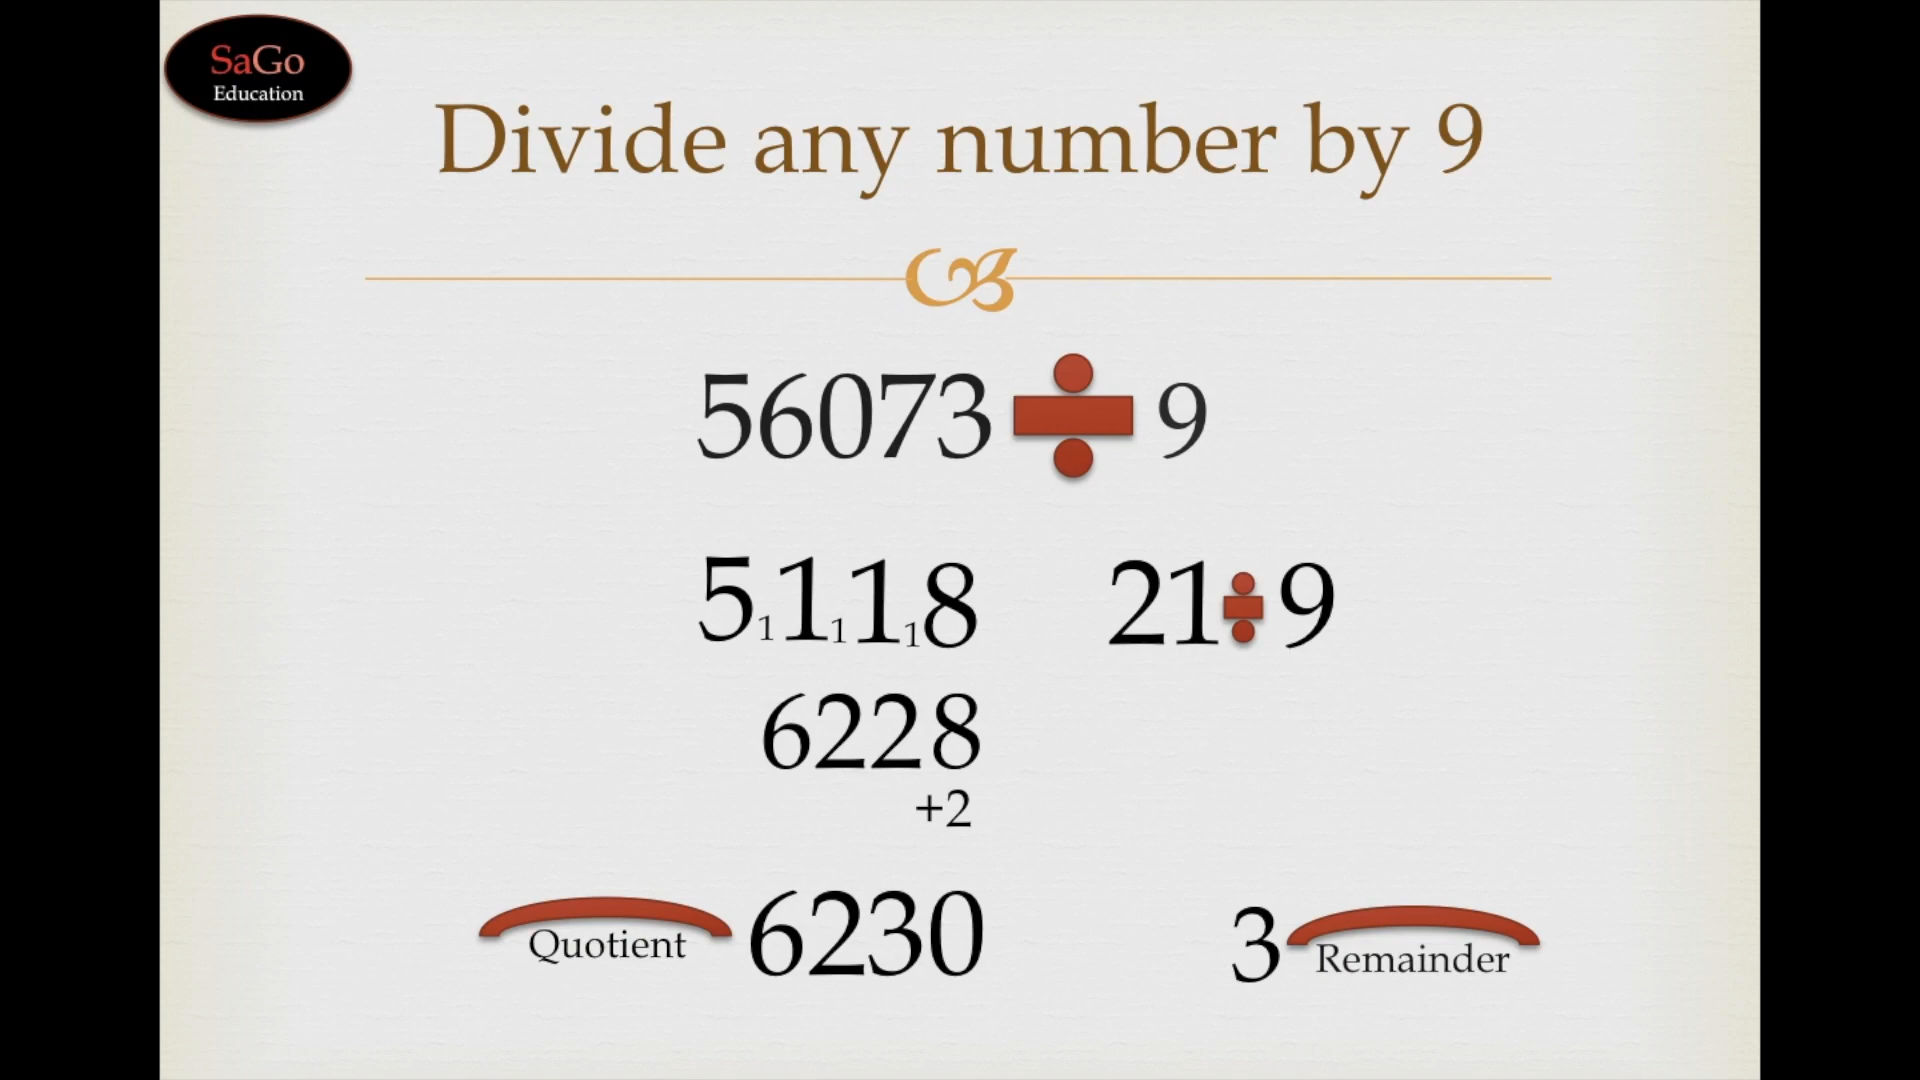 SaGo
Education
Divide any number by 9
56073 ÷ 9
5₁1₁1₁8 21÷9
6228
+2
Quotient 6230 3 Remainder